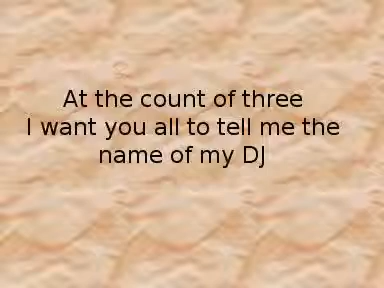 At the count of three
I want you all to tell me the
name of my DJ